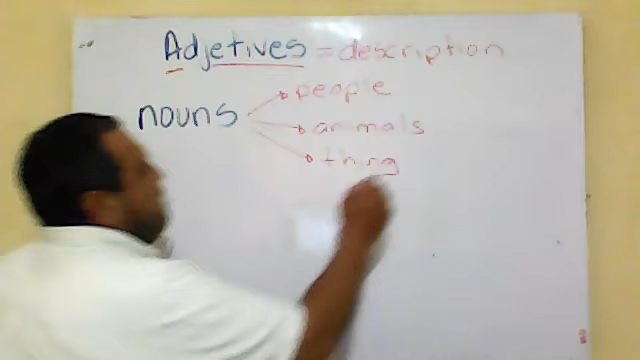 Adjetives = description
nouns people
animals
thing